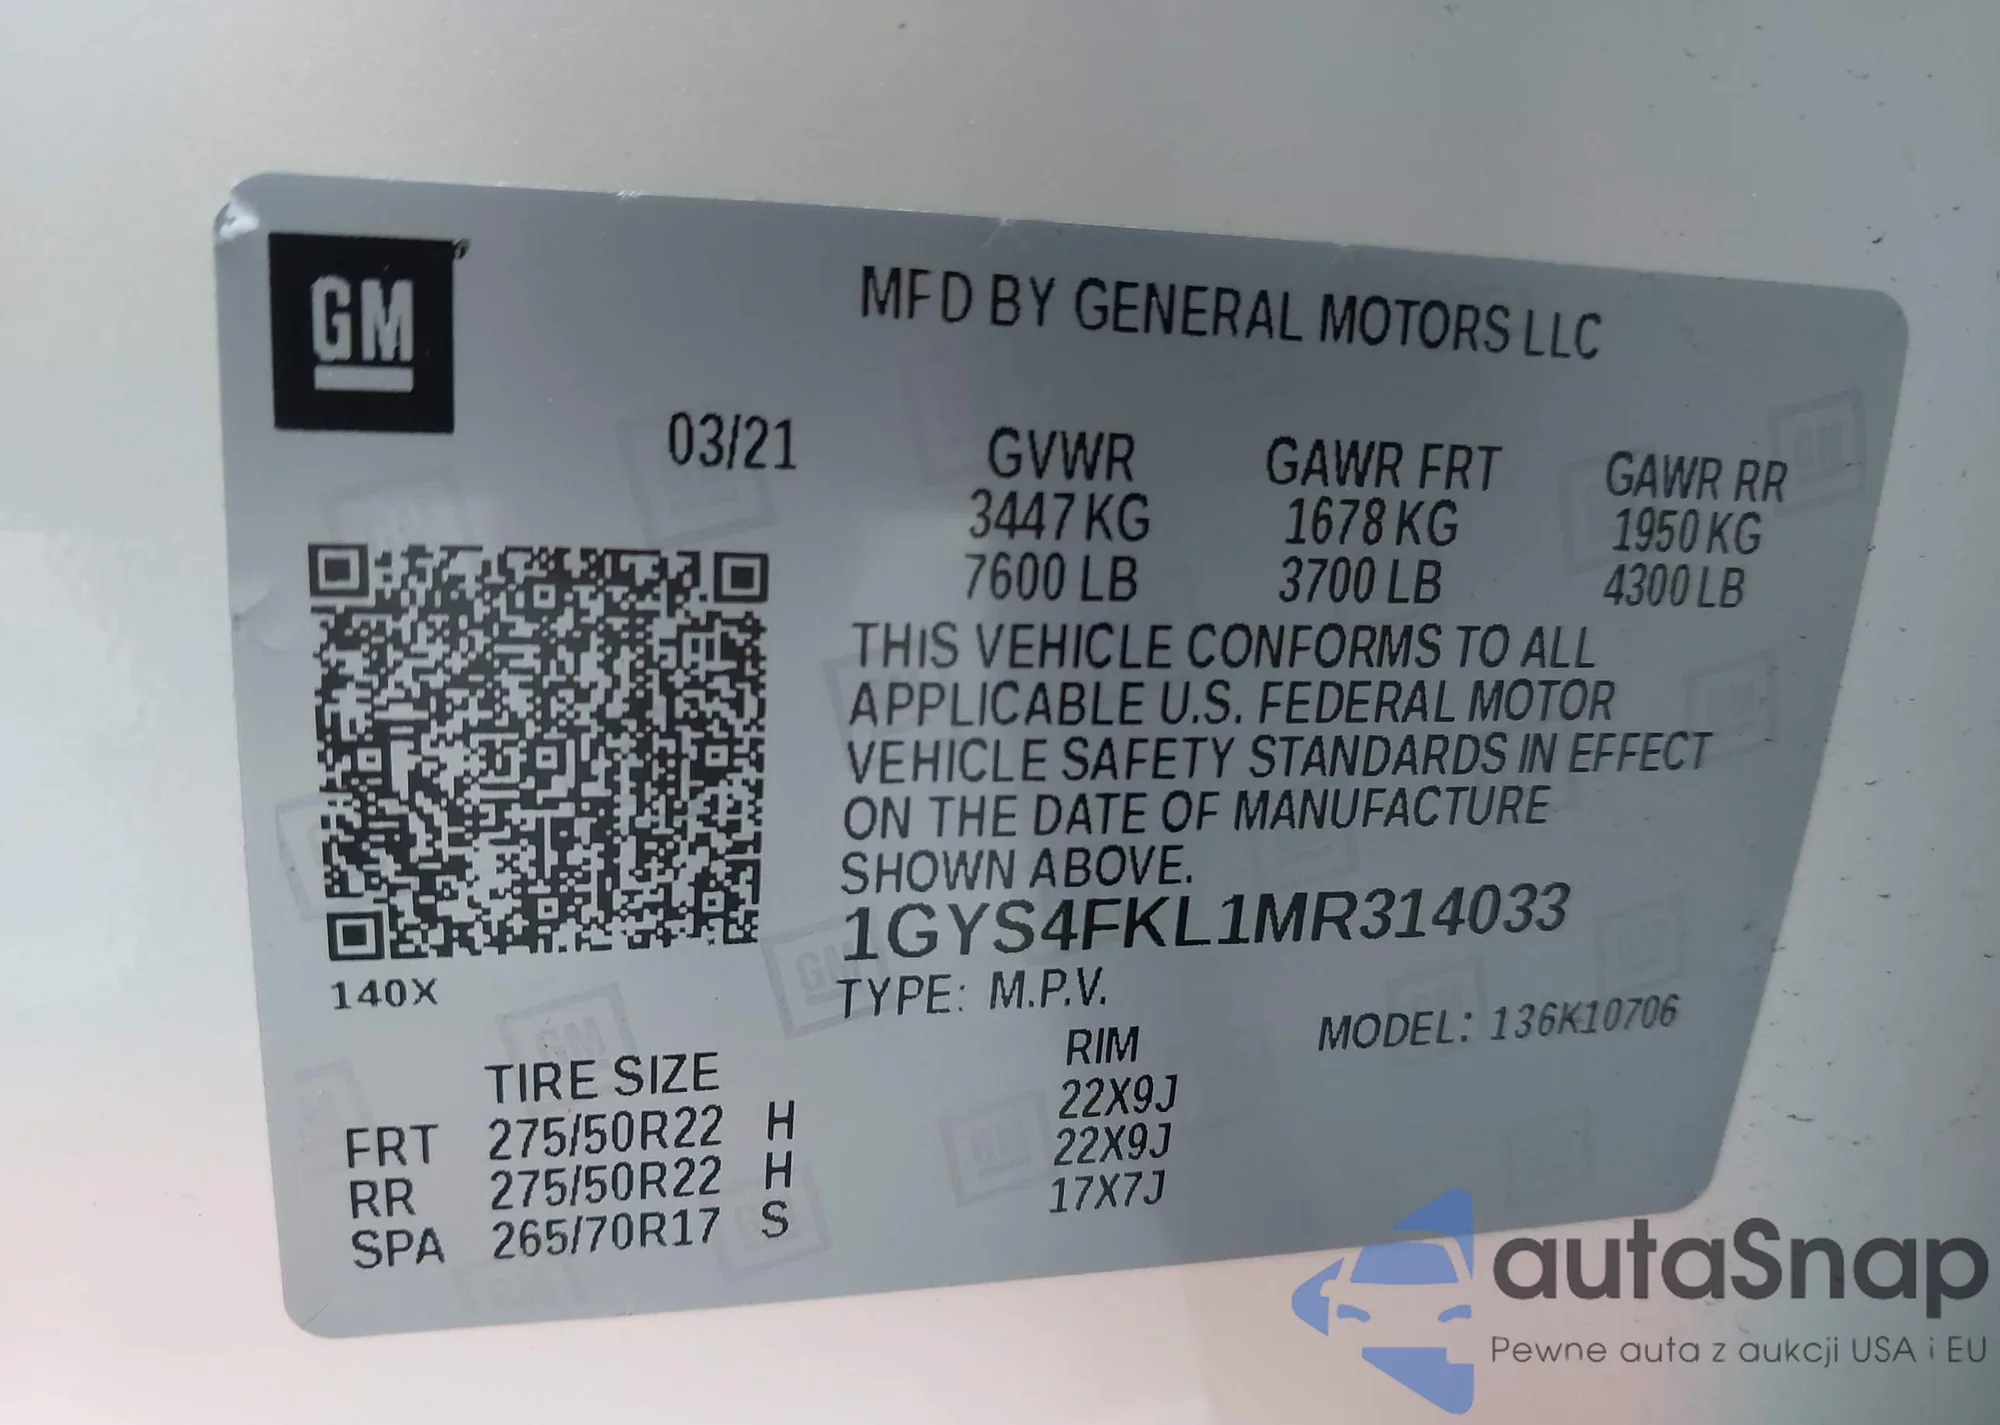 GM
MFD BY GENERAL MOTORS LLC
03/21
GVWR GAWR FRT GAWR RR
3447 KG 1678 KG 1950 KG
7600 LB 3700 LB 4300 LB
THIS VEHICLE CONFORMS TO ALL
APPLICABLE U.S. FEDERAL MOTOR
VEHICLE SAFETY STANDARDS IN EFFECT
ON THE DATE OF MANUFACTURE
SHOWN ABOVE.
1GYS4FKL1MR314033
140X
TYPE: M.P.V.
MODEL: 136K10706
TIRE SIZE RIM
FRT 275/50R22 H 22X9J
RR 275/50R22 H 22X9J
SPA 265/70R17 S 17X7J
autaSnap
Pewne auta z aukcji USA i EU